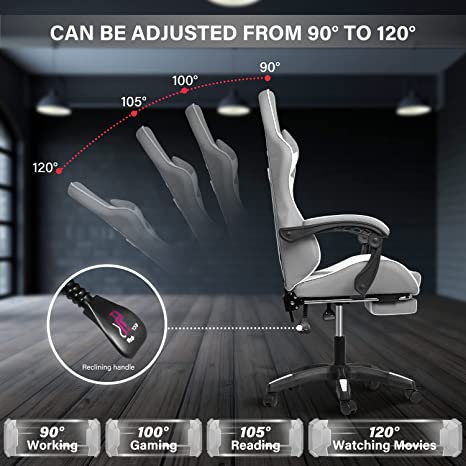 CAN BE ADJUSTED FROM 90° TO 120°
90°
100°
105°
120°
Reclining handle
90° 100° 105° 120°
Working Gaming Reading Watching Movies